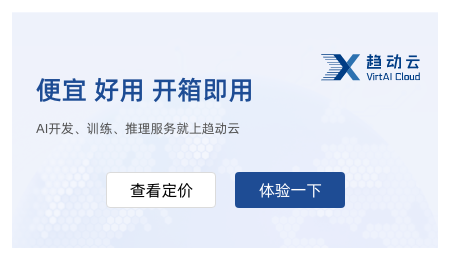 趋动云
VirtAI Cloud
便宜 好用 开箱即用
AI开发、训练、推理服务就上趋动云
查看定价
体验一下